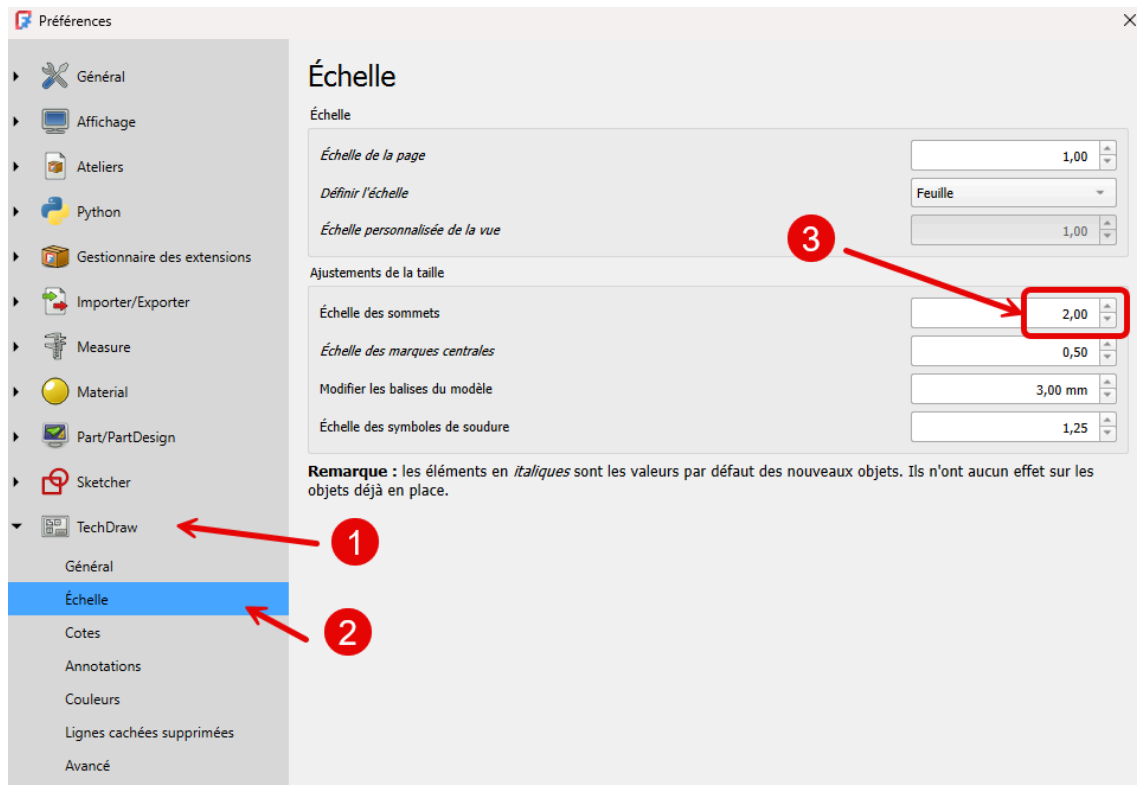 Préférences
Général
Affichage
Ateliers
Python
Gestionnaire des extensions
Importer/Exporter
Measure
Material
Part/PartDesign
Sketcher
TechDraw
Général
Échelle
Cotes
Annotations
Couleurs
Lignes cachées supprimées
Avancé
Échelle
Échelle
Échelle de la page 1,00
Définir l'échelle Feuille
Échelle personnalisée de la vue 1,00
Ajustements de la taille
Échelle des sommets 2,00
Échelle des marques centrales 0,50
Modifier les balises du modèle 3,00 mm
Échelle des symboles de soudure 1,25
Remarque : les éléments en italiques sont les valeurs par défaut des nouveaux objets. Ils n'ont aucun effet sur les
objets déjà en place.
1
2
3